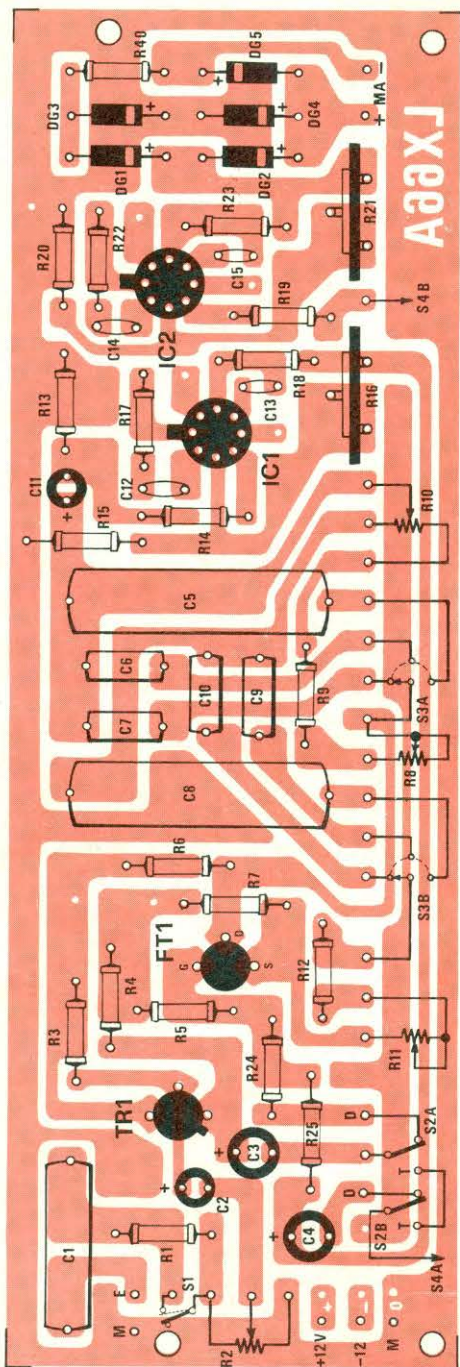 C1
R3
R4
R6
C8
C7
C6
C5
R15
C11
R13
R20
R22
DG3
DG1
R40
DG5
DG4
DG2
M
E
R1
S1
C2
TR1
R5
FT1
G
D
S
R7
C10
C9
R9
R14
C12
R17
C14
IC2
C15
R23
IC1
C13
R18
R19
R2
C4
C3
R24
R25
R12
R16
R21
+12V
-12
M
+
-
0
S2B
T
D
S2A
T
D
S4A
R11
S3B
R8
S3A
R10
S4B
+ MA -
LX66A